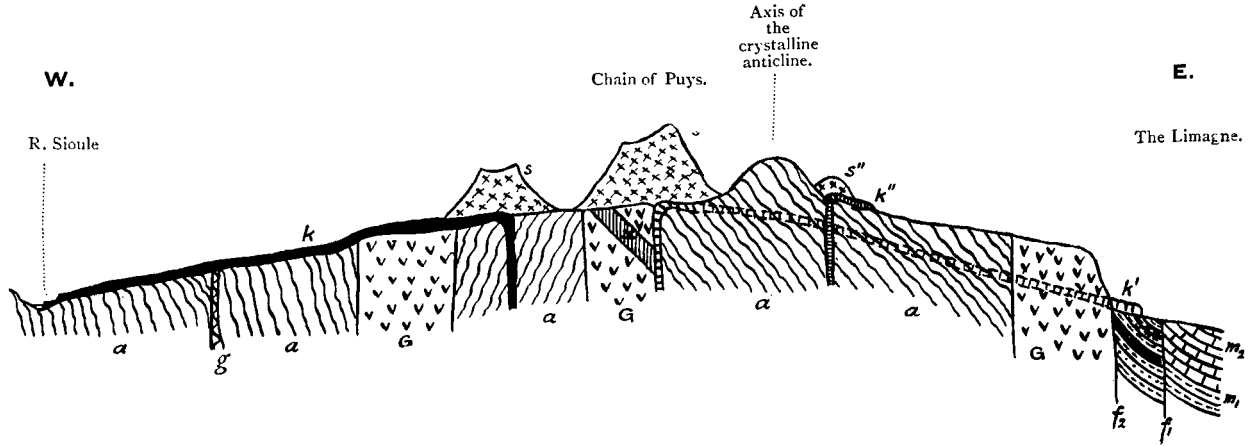 Axis of
the
crystalline
anticline.
W.
Chain of Puys.
E.
R. Sioule
The Limagne.
s
s"
k"
k
k'
a
g
a
G
a
G
a
a
G
m2
m1
f2
f1